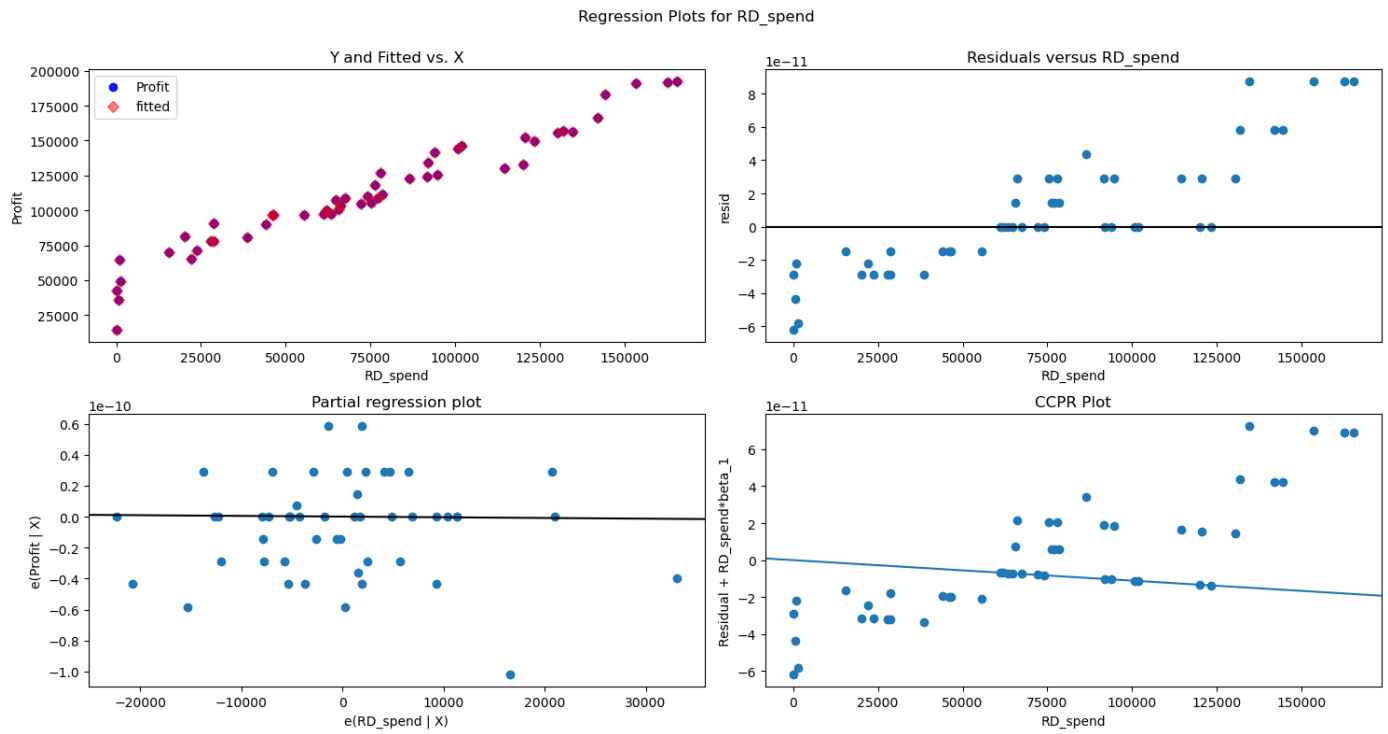 Regression Plots for RD_spend
Y and Fitted vs. X
Profit
fitted
200000
175000
150000
125000
100000
75000
50000
25000
Profit
0 25000 50000 75000 100000 125000 150000
RD_spend
Residuals versus RD_spend
1e−11
8
6
4
2
0
−2
−4
−6
resid
0 25000 50000 75000 100000 125000 150000
RD_spend
Partial regression plot
1e−10
0.6
0.4
0.2
0.0
−0.2
−0.4
−0.6
−0.8
−1.0
e(Profit | X)
−20000 −10000 0 10000 20000 30000
e(RD_spend | X)
CCPR Plot
1e−11
6
4
2
0
−2
−4
−6
Residual + RD_spend*beta_1
0 25000 50000 75000 100000 125000 150000
RD_spend